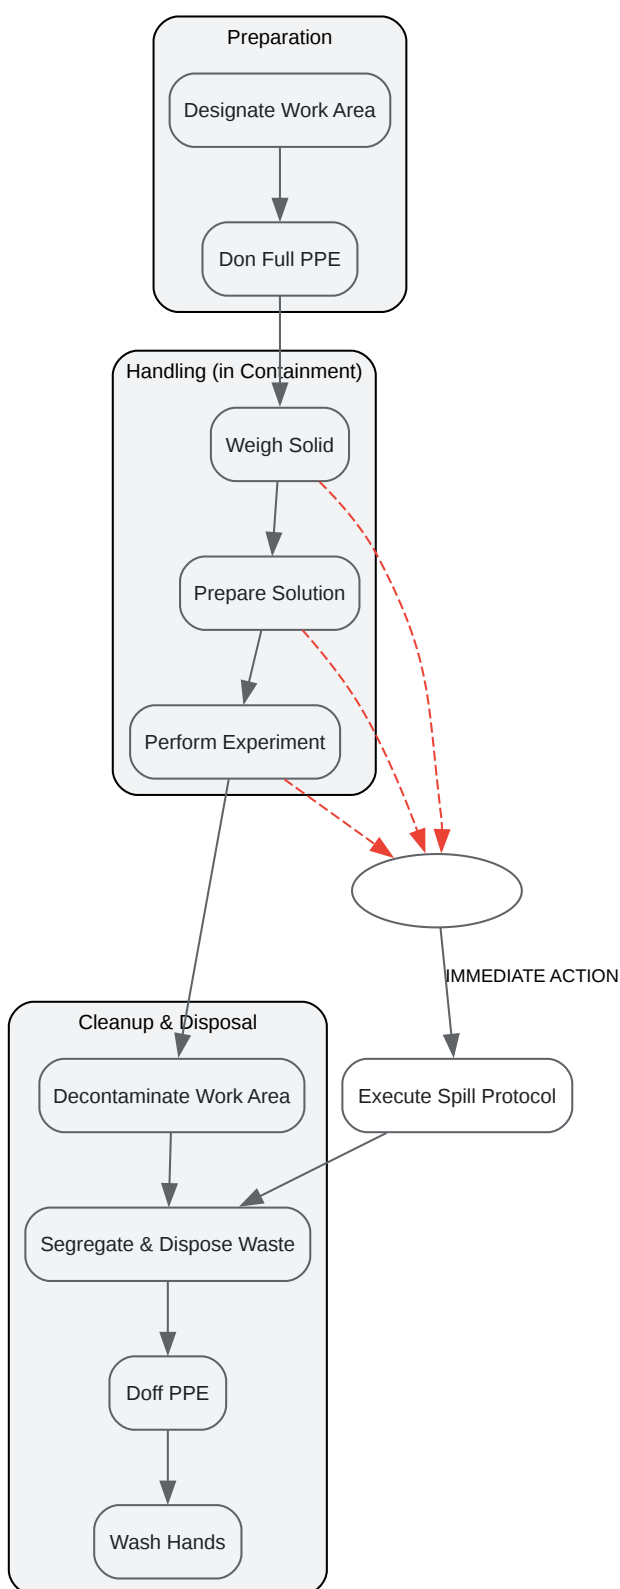 Preparation
Designate Work Area
Don Full PPE
Handling (in Containment)
Weigh Solid
Prepare Solution
Perform Experiment
IMMEDIATE ACTION
Cleanup & Disposal
Decontaminate Work Area
Execute Spill Protocol
Segregate & Dispose Waste
Doff PPE
Wash Hands